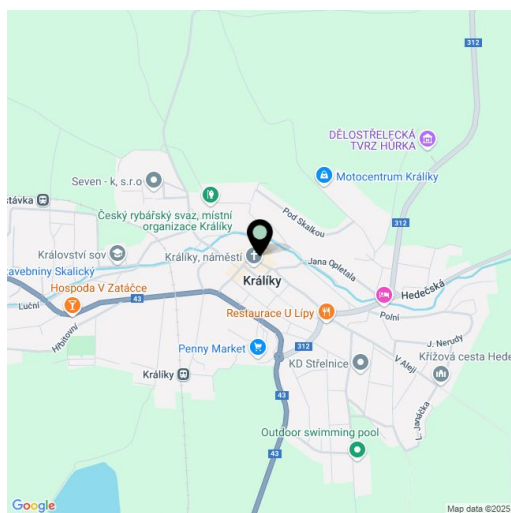 312
DĚLOSTŘELECKÁ
TVRZ HŮRKA
Motocentrum Králíky
Seven - k, s.r.o
stávka
Český rybářský svaz, místní
organizace Králíky
Pod Skalkou
312
Království sov
Králíky, náměstí
Jana Opletala
avebniny Skalický
Králíky
Hedečská
Hospoda V Zatáčce
43
Luční
Restaurace U Lípy
Polní
Hřbitovní
Penny Market
312
J. Nerudy
KD Střelnice
V Aleji
Křížová cesta Hede
Králíky
43
L. Janáčka
Outdoor swimming pool
43
Google
Map data ©2025